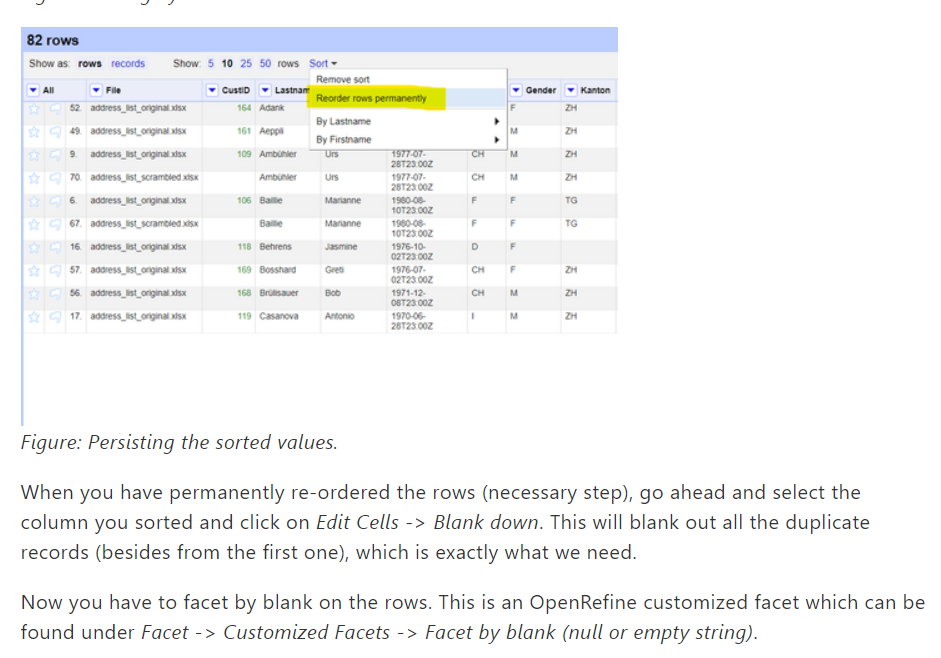 82 rows
Show as: rows records Show: 5 10 25 50 rows Sort
Remove sort
Reorder rows permanently
By Lastname
By Firstname
All File CustID Lastnam Gender Kanton
52. address_list_original.xlsx 164 Adank F ZH
49. address_list_original.xlsx 161 Aeppli M ZH
9. address_list_original.xlsx 109 Ambühler Urs 1977-07-28T23:00Z CH M ZH
70. address_list_scrambled.xlsx Ambühler Urs 1977-07-28T23:00Z CH M ZH
6. address_list_original.xlsx 106 Baillie Marianne 1980-08-10T23:00Z F F TG
67. address_list_scrambled.xlsx Baillie Marianne 1980-08-10T23:00Z F F TG
16. address_list_original.xlsx 118 Behrens Jasmine 1976-10-02T23:00Z D F
57. address_list_original.xlsx 169 Bosshard Greti 1976-07-02T23:00Z CH F ZH
56. address_list_original.xlsx 168 Brülisauer Bob 1971-12-08T23:00Z CH M ZH
17. address_list_original.xlsx 119 Casanova Antonio 1970-06-28T23:00Z I M ZH
Figure: Persisting the sorted values.
When you have permanently re-ordered the rows (necessary step), go ahead and select the
column you sorted and click on Edit Cells -> Blank down. This will blank out all the duplicate
records (besides from the first one), which is exactly what we need.
Now you have to facet by blank on the rows. This is an OpenRefine customized facet which can be
found under Facet -> Customized Facets -> Facet by blank (null or empty string).